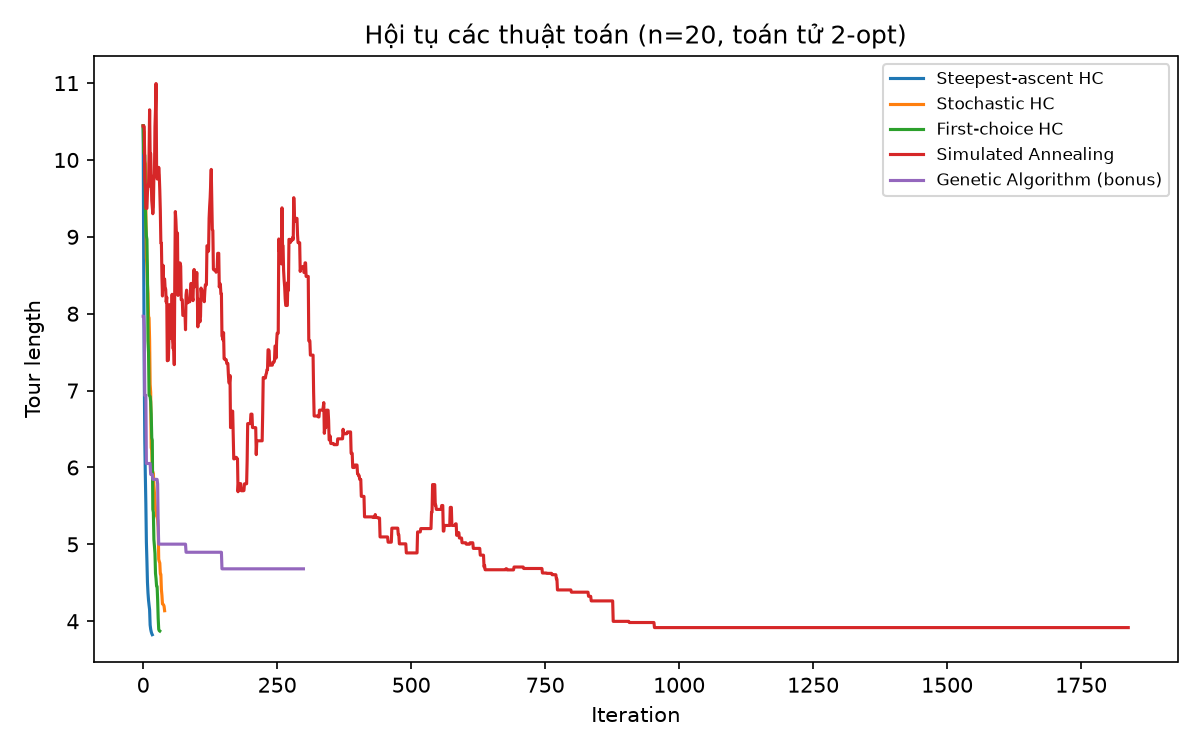 Hội tụ các thuật toán (n=20, toán tử 2-opt)
Steepest-ascent HC
Stochastic HC
First-choice HC
Simulated Annealing
Genetic Algorithm (bonus)
Tour length
11
10
9
8
7
6
5
4
0 250 500 750 1000 1250 1500 1750
Iteration